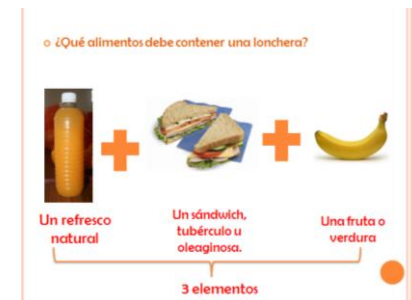 ¿Qué alimentos debe contener una lonchera?
Un refresco
natural
Un sándwich,
tubérculo u
oleaginosa.
Una fruta o
verdura
3 elementos